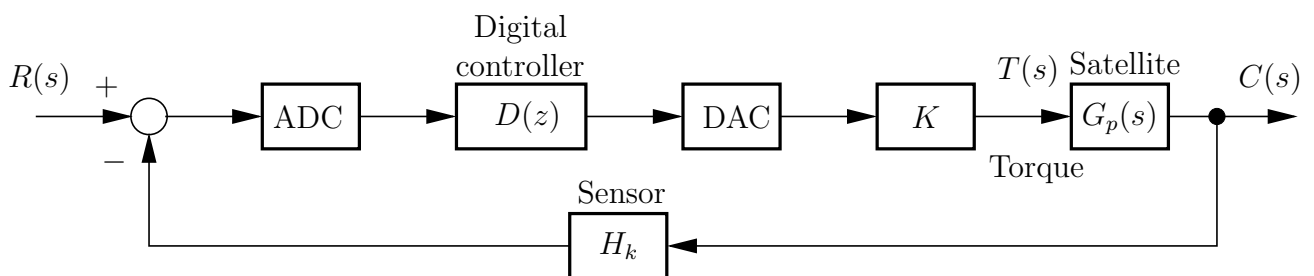 Digital
controller
R(s)
+
−
ADC
D(z)
DAC
K
T(s)
Torque
Satellite
G_p(s)
C(s)
Sensor
H_k